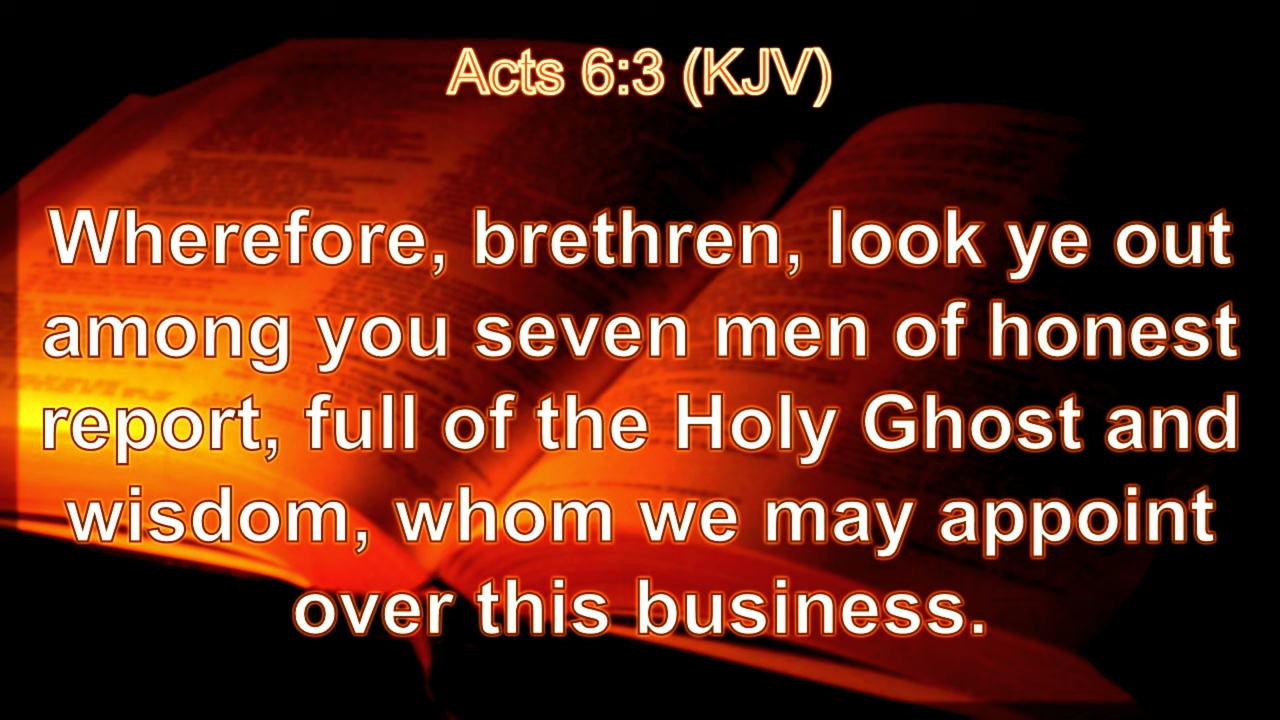 Acts 6:3 (KJV)
Wherefore, brethren, look ye out
among you seven men of honest
report, full of the Holy Ghost and
wisdom, whom we may appoint
over this business.